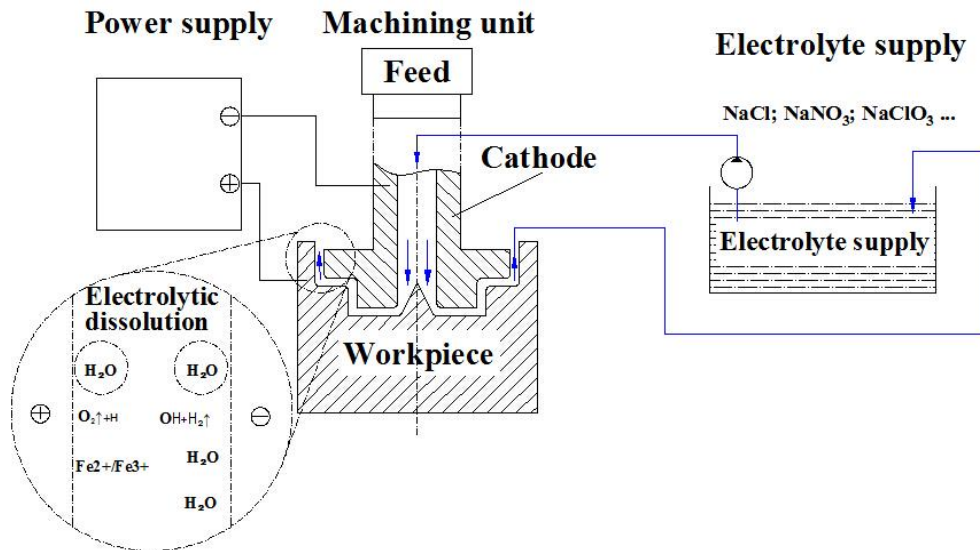 Power supply
Machining unit
Electrolyte supply
Feed
NaCl; NaNO₃; NaClO₃ ...
Cathode
Electrolyte supply
Electrolytic
dissolution
Workpiece
H₂O
H₂O
O₂↑+H
OH+H₂↑
Fe2+/Fe3+
H₂O
H₂O